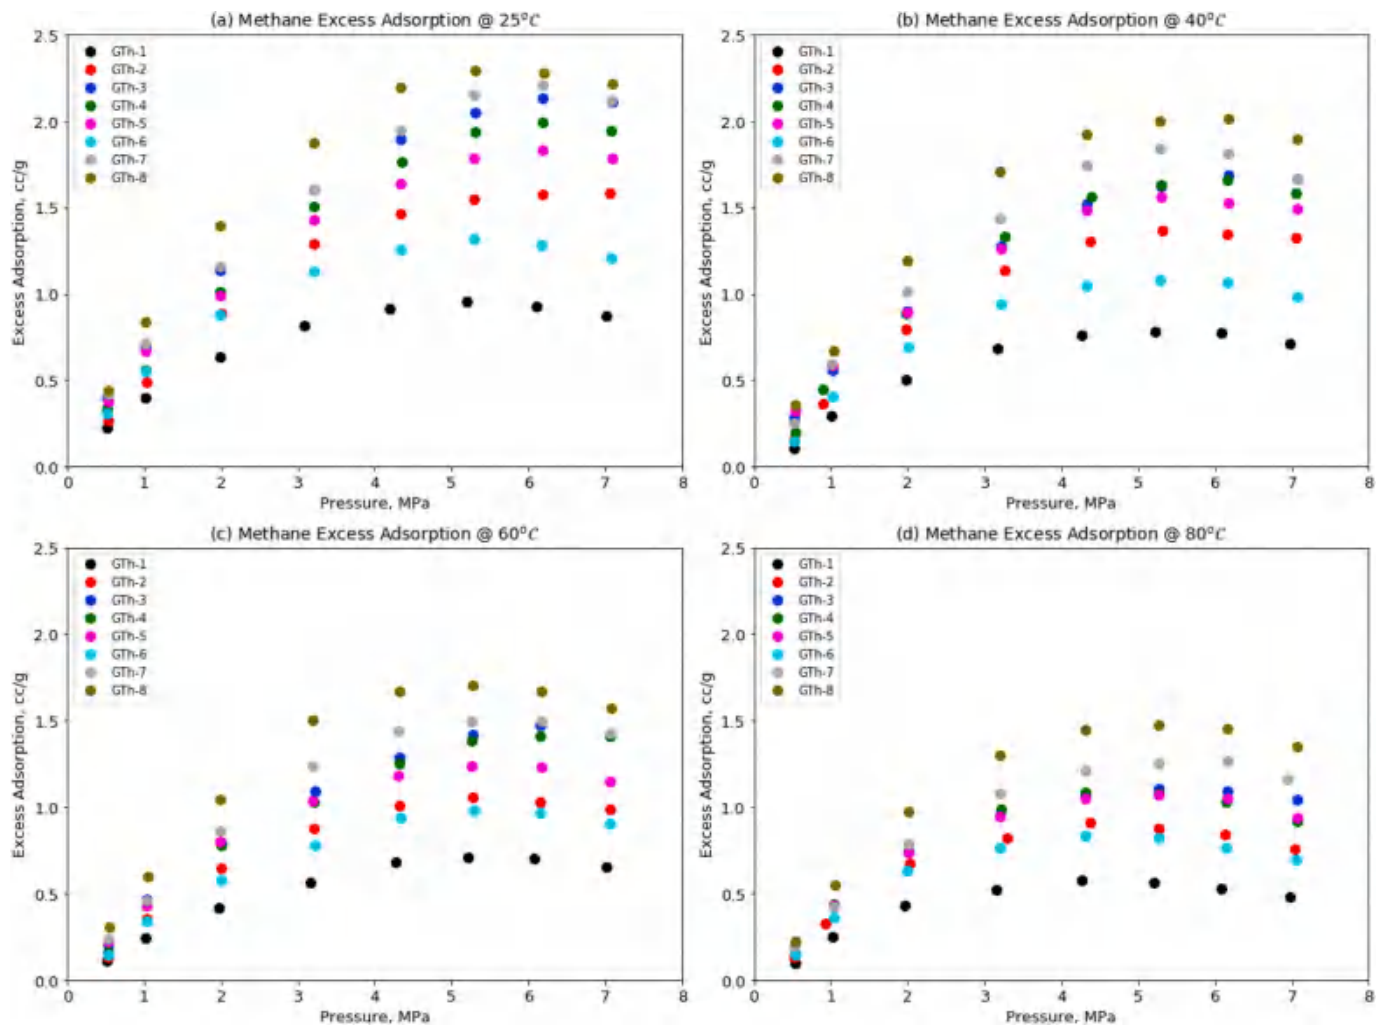 (a) Methane Excess Adsorption @ 25°C
2.5
2.0
1.5
1.0
0.5
0.0
Excess Adsorption, cc/g
GTh-1
GTh-2
GTh-3
GTh-4
GTh-5
GTh-6
GTh-7
GTh-8
0 1 2 3 4 5 6 7 8
Pressure, MPa
(b) Methane Excess Adsorption @ 40°C
2.5
2.0
1.5
1.0
0.5
0.0
Excess Adsorption, cc/g
GTh-1
GTh-2
GTh-3
GTh-4
GTh-5
GTh-6
GTh-7
GTh-8
0 1 2 3 4 5 6 7 8
Pressure, MPa
(c) Methane Excess Adsorption @ 60°C
2.5
2.0
1.5
1.0
0.5
0.0
Excess Adsorption, cc/g
GTh-1
GTh-2
GTh-3
GTh-4
GTh-5
GTh-6
GTh-7
GTh-8
0 1 2 3 4 5 6 7 8
Pressure, MPa
(d) Methane Excess Adsorption @ 80°C
2.5
2.0
1.5
1.0
0.5
0.0
Excess Adsorption, cc/g
GTh-1
GTh-2
GTh-3
GTh-4
GTh-5
GTh-6
GTh-7
GTh-8
0 1 2 3 4 5 6 7 8
Pressure, MPa